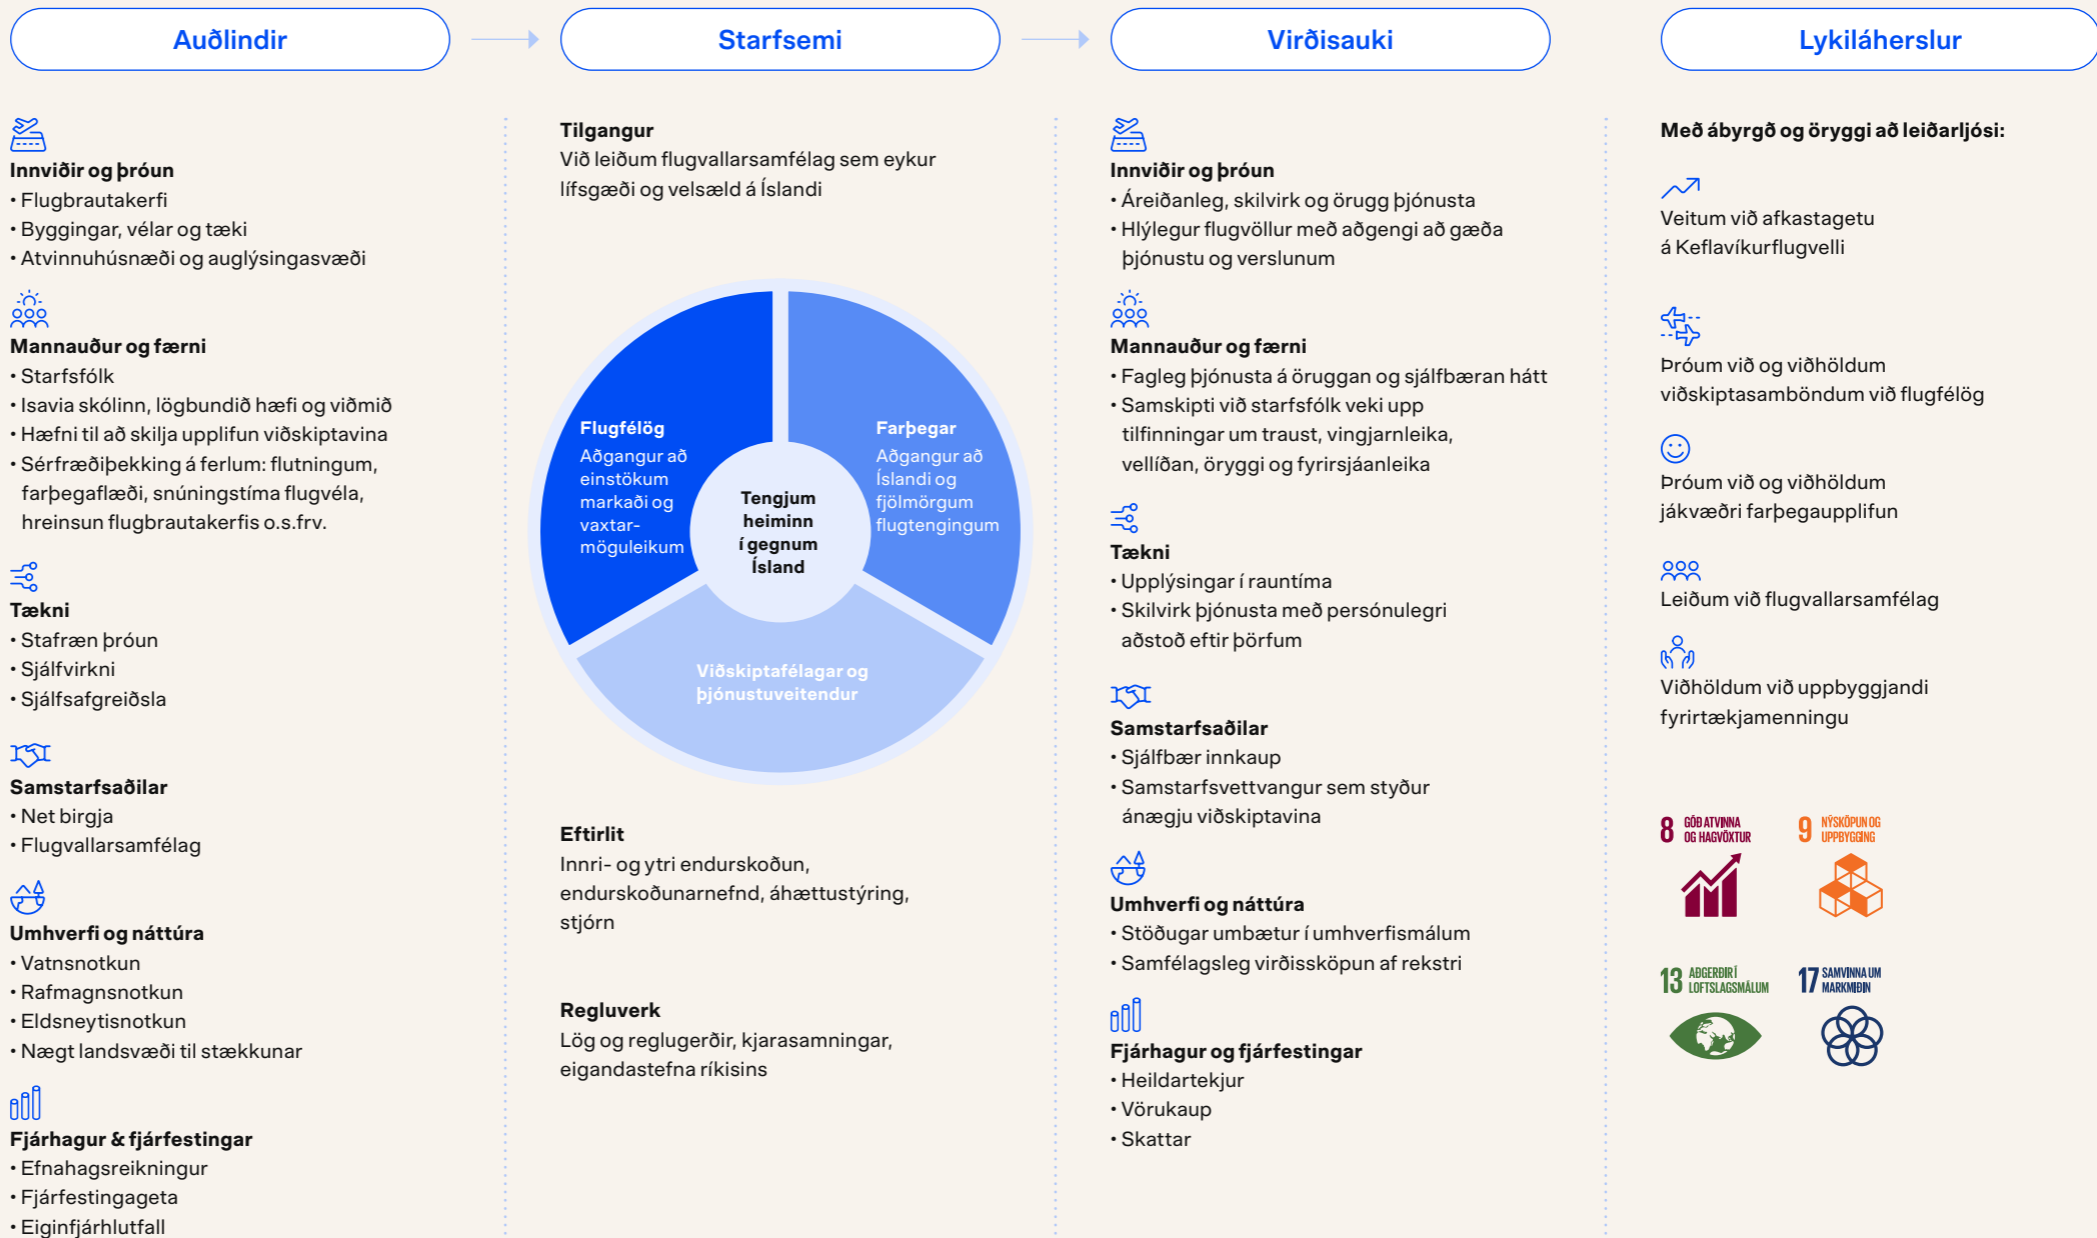 Auðlindir
Starfsemi
Virðisauki
Lykiláherslur
Innviðir og þróun
• Flugbrautakerfi
• Byggingar, vélar og tæki
• Atvinnuhúsnæði og auglýsingasvæði
Mannauður og færni
• Starfsfólk
• Isavia skólinn, lögbundið hæfi og viðmið
• Hæfni til að skilja upplifun viðskiptavina
• Sérfræðiþekking á ferlum: flutningum,
farþegaflæði, snúningstíma flugvéla,
hreinsun flugbrautakerfis o.s.frv.
Tækni
• Stafræn þróun
• Sjálfvirkni
• Sjálfsafgreiðsla
Samstarfsaðilar
• Net birgja
• Flugvallarsamfélag
Umhverfi og náttúra
• Vatnsnotkun
• Rafmagnsnotkun
• Eldsneytisnotkun
• Nægt landsvæði til stækkunar
Fjárhagur & fjárfestingar
• Efnahagsreikningur
• Fjárfestingageta
• Eiginfjárhlutfall
Tilgangur
Við leiðum flugvallarsamfélag sem eykur
lífsgæði og velsæld á Íslandi
Flugfélög
Aðgangur að
einstökum
markaði og
vaxtar-
möguleikum
Farþegar
Aðgangur að
Íslandi og
fjölmörgum
flugtengingum
Tengjum
heiminn
í gegnum
Ísland
Viðskiptafélagar og
þjónustuveitendur
Eftirlit
Innri- og ytri endurskoðun,
endurskoðunarnefnd, áhættustýring,
stjórn
Regluverk
Lög og reglugerðir, kjarasamningar,
eigandastefna ríkisins
Innviðir og þróun
• Áreiðanleg, skilvirk og örugg þjónusta
• Hlýlegur flugvöllur með aðgengi að gæða
þjónustu og verslunum
Mannauður og færni
• Fagleg þjónusta á öruggan og sjálfbæran hátt
• Samskipti við starfsfólk veki upp
tilfinningar um traust, vingjarnleika,
vellíðan, öryggi og fyrirsjáanleika
Tækni
• Upplýsingar í rauntíma
• Skilvirk þjónusta með persónulegri
aðstoð eftir þörfum
Samstarfsaðilar
• Sjálfbær innkaup
• Samstarfsvettvangur sem styður
ánægju viðskiptavina
Umhverfi og náttúra
• Stöðugar umbætur í umhverfismálum
• Samfélagsleg virðissköpun af rekstri
Fjárhagur og fjárfestingar
• Heildartekjur
• Vörukaup
• Skattar
Með ábyrgð og öryggi að leiðarljósi:
Veitum við afkastagetu
á Keflavíkurflugvelli
Þróum við og viðhöldum
viðskiptasamböndum við flugfélög
Þróum við og viðhöldum
jákvæðri farþegaupplifun
Leiðum við flugvallarsamfélag
Viðhöldum við uppbyggjandi
fyrirtækjamenningu
8 GÓÐ ATVINNA
OG HAGVÖXTUR
9 NÝSKÖPUN OG
UPPBYGGING
13 AÐGERÐIR Í
LOFTSLAGSMÁLUM
17 SAMVINNA UM
MARKMIÐIN